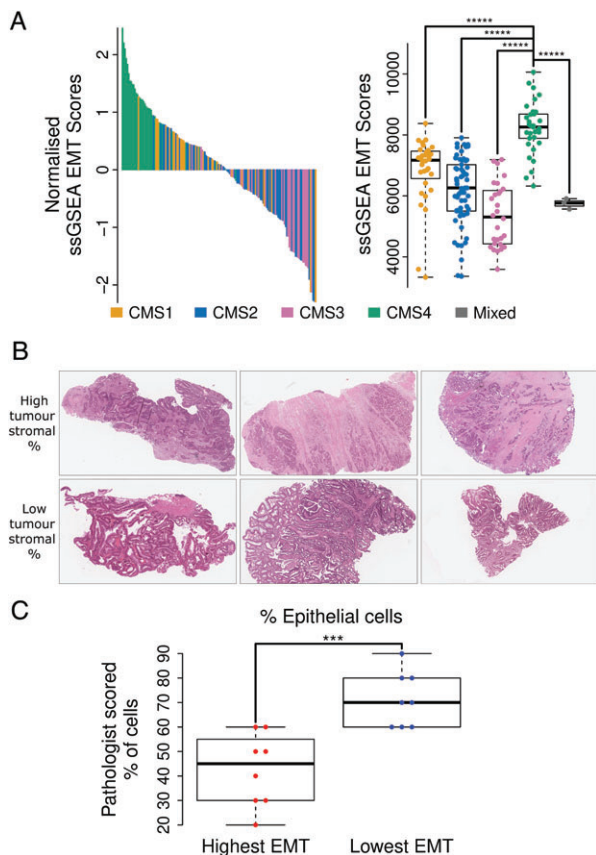 A
Normalised
ssGSEA EMT Scores
2
1
0
−1
−2
ssGSEA EMT Scores
10000
8000
6000
4000
*****
*****
*****
*****
CMS1
CMS2
CMS3
CMS4
Mixed
B
High
tumour
stromal
%
Low
tumour
stromal
%
C
% Epithelial cells
***
Pathologist scored
% of cells
90
80
70
60
50
40
30
20
Highest EMT
Lowest EMT